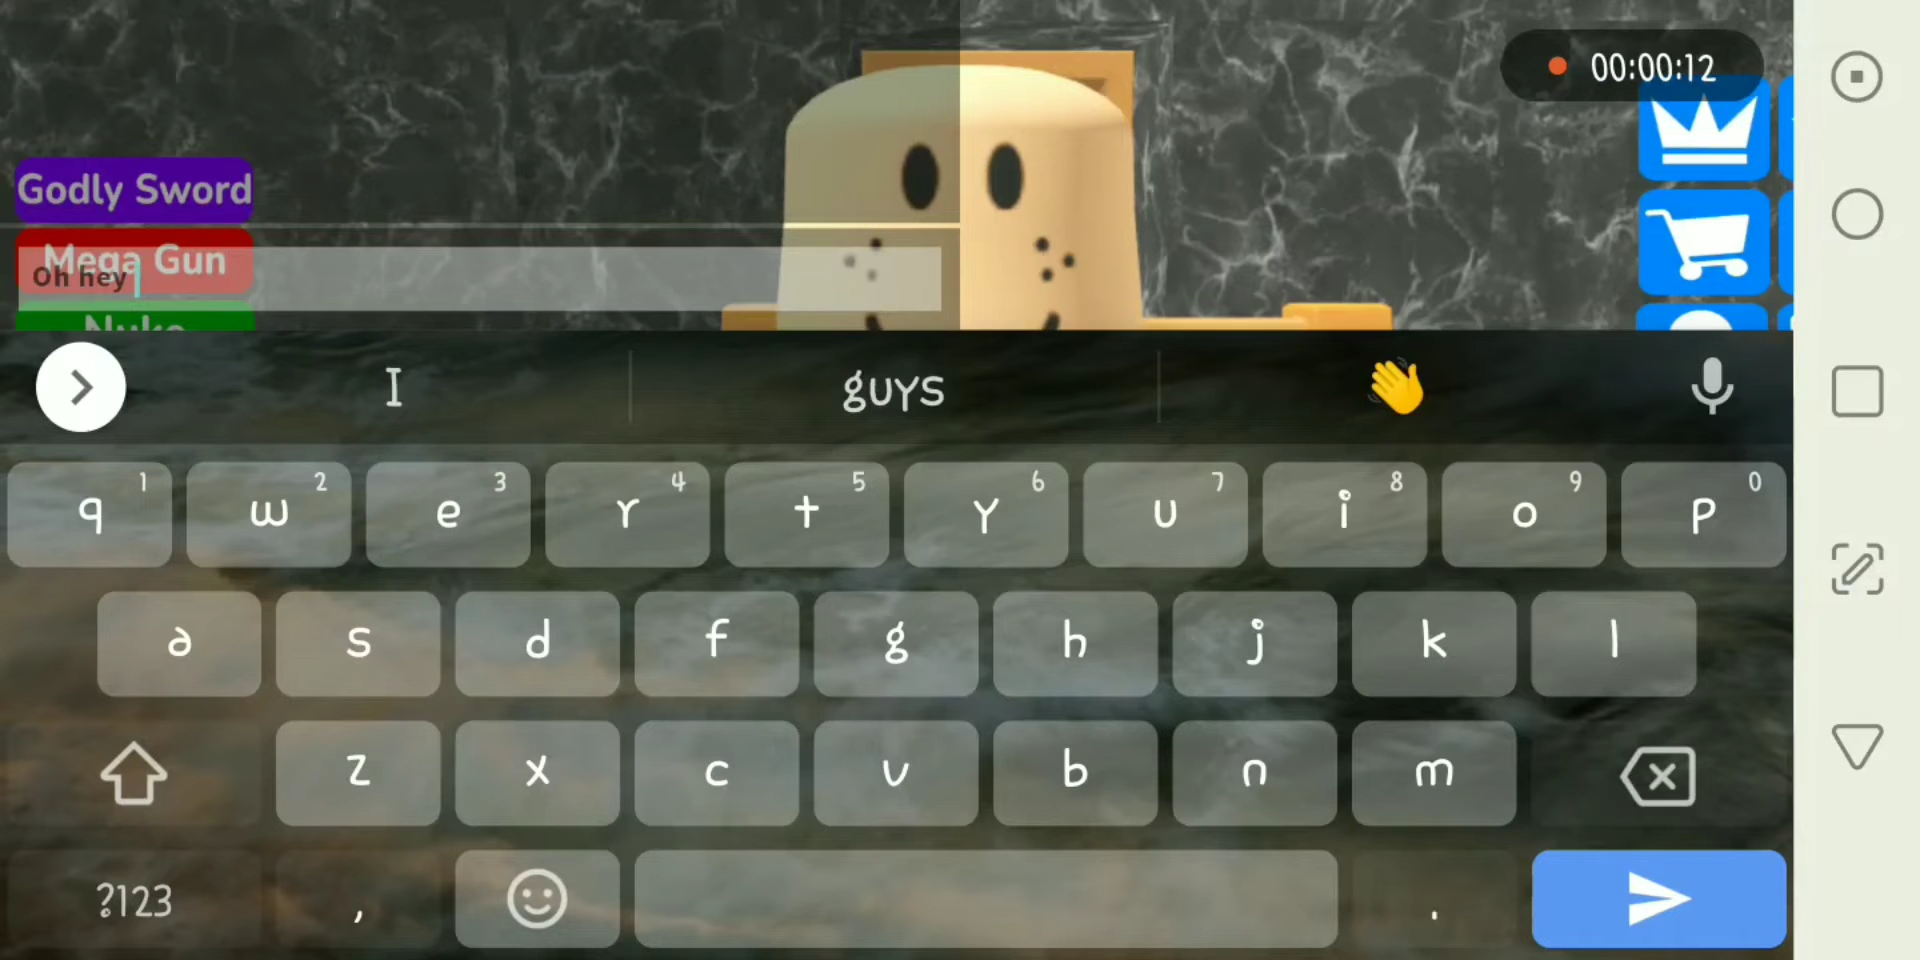 00:00:12
Godly Sword
Mega Gun
Oh hey
Nuke
I guys 👋
q 1 w 2 e 3 r 4 t 5 y 6 u 7 i 8 o 9 p 0
a s d f g h j k l
z x c v b n m
?123 , .